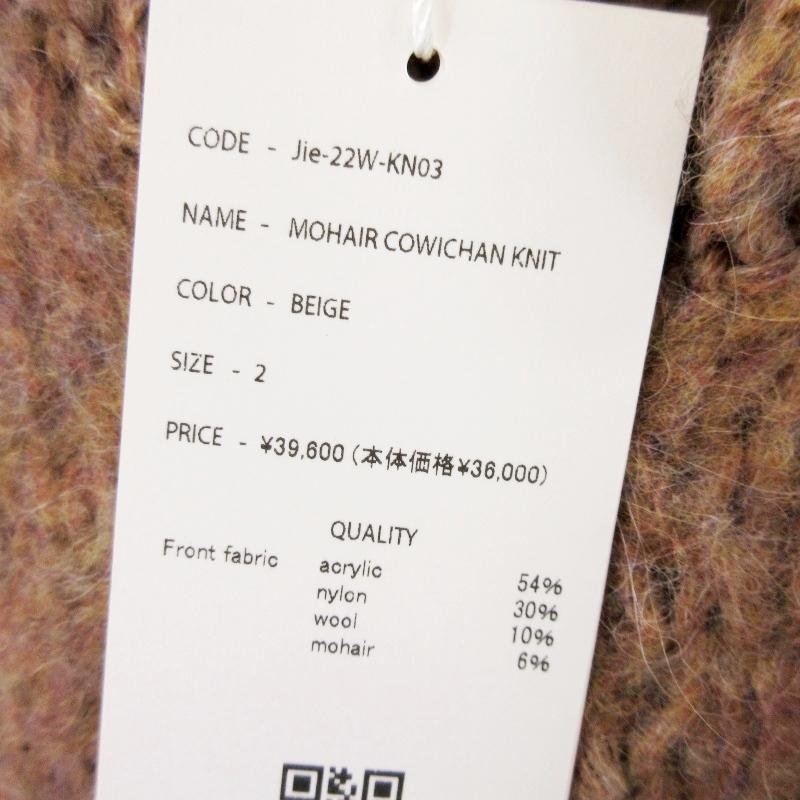 CODE - Jie-22W-KN03
NAME - MOHAIR COWICHAN KNIT
COLOR - BEIGE
SIZE - 2
PRICE - ¥39,600 (本体価格¥36,000)
QUALITY
Front fabric acrylic 54%
nylon 30%
wool 10%
mohair 6%